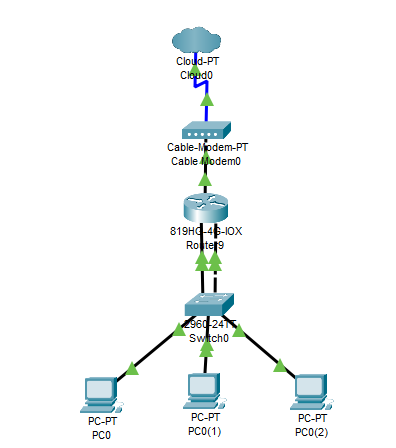 Cloud-PT
Cloud0
Cable-Modem-PT
Cable Modem0
819HG-4G-IOX
Router9
2960-24TT
Switch0
PC-PT
PC0
PC-PT
PC0(1)
PC-PT
PC0(2)